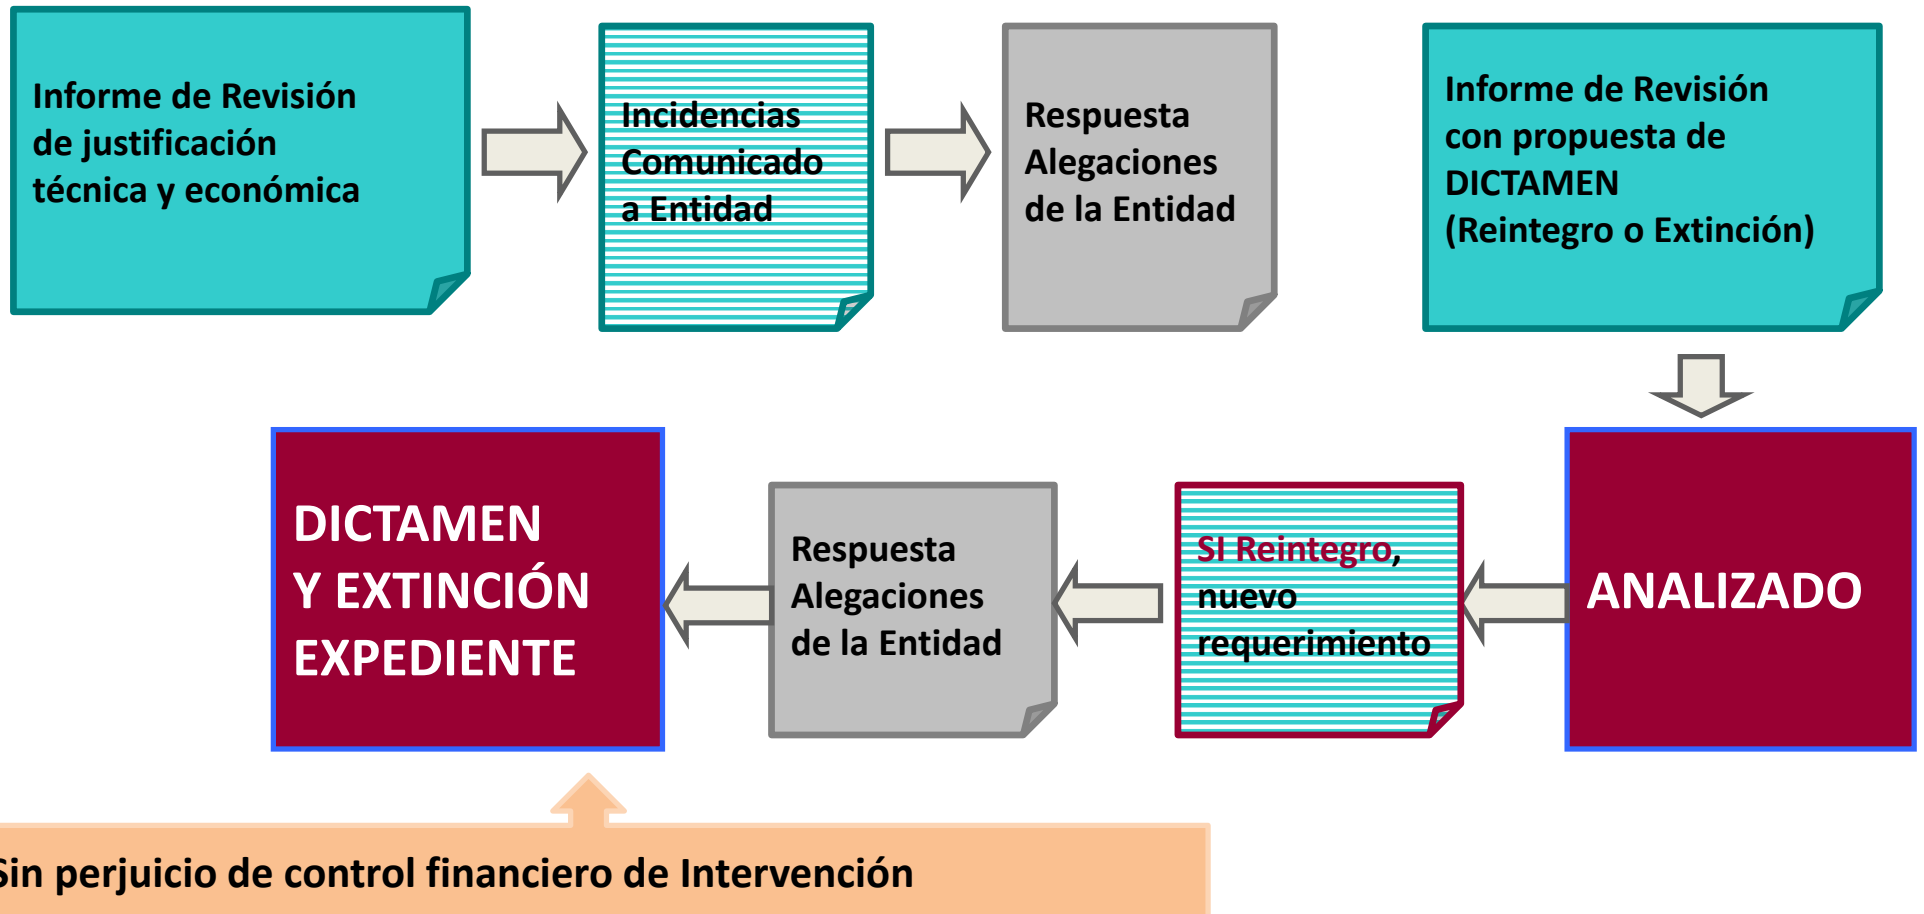 Informe de Revisión
de justificación
técnica y económica
Incidencias
Comunicado
a Entidad
Respuesta
Alegaciones
de la Entidad
Informe de Revisión
con propuesta de
DICTAMEN
(Reintegro o Extinción)
ANALIZADO
SI Reintegro,
nuevo
requerimiento
Respuesta
Alegaciones
de la Entidad
DICTAMEN
Y EXTINCIÓN
EXPEDIENTE
Sin perjuicio de control financiero de Intervención